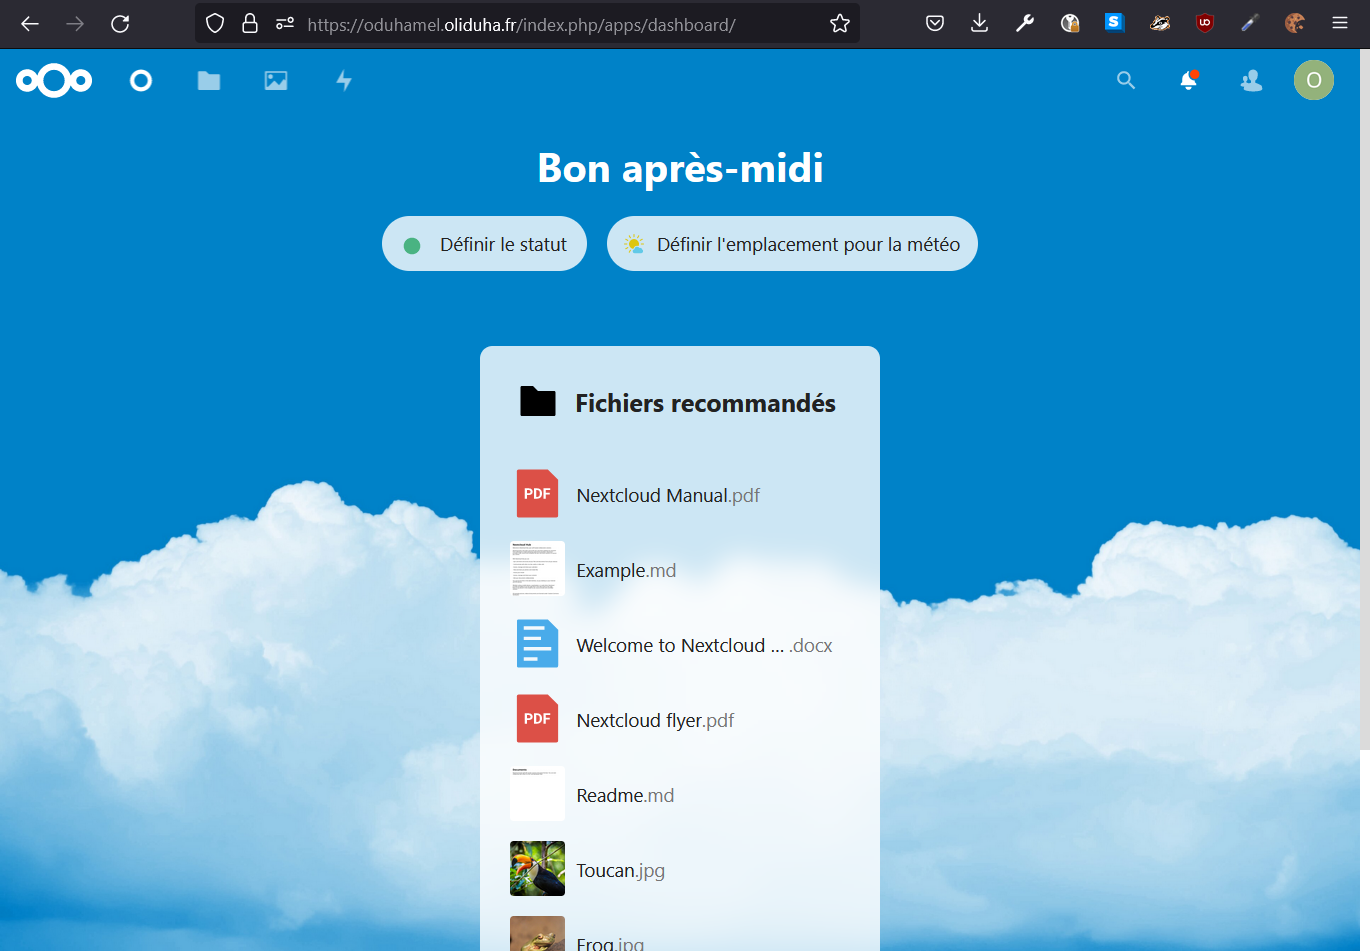 https://oduhamel.oliduha.fr/index.php/apps/dashboard/
S
uo
O
Bon après-midi
Définir le statut
Définir l'emplacement pour la météo
Fichiers recommandés
PDF
Nextcloud Manual.pdf
Example.md
Welcome to Nextcloud ... .docx
PDF
Nextcloud flyer.pdf
Readme.md
Toucan.jpg
Frog.jpg